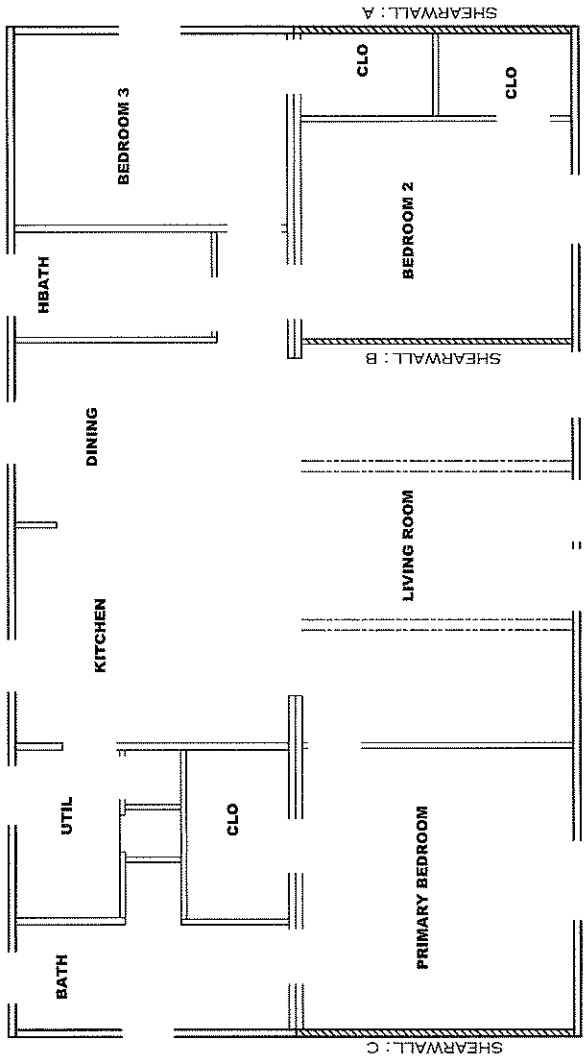 SHEARWALL : A
CLO
CLO
BEDROOM 3
BEDROOM 2
HBATH
SHEARWALL : B
DINING
LIVING ROOM
KITCHEN
UTIL
CLO
PRIMARY BEDROOM
BATH
SHEARWALL : C